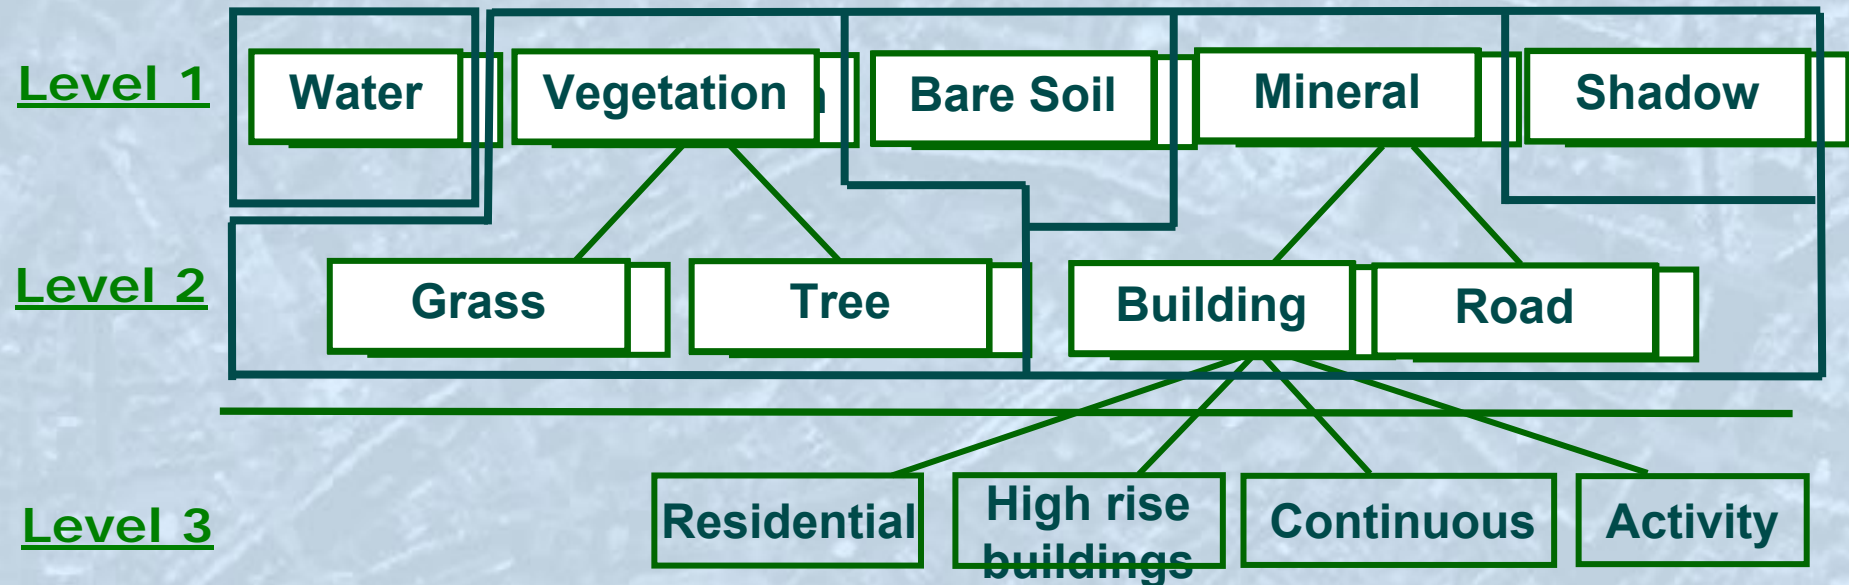 Level 1
Water
Vegetation
Bare Soil
Mineral
Shadow
Level 2
Grass
Tree
Building
Road
Level 3
Residential
High rise
buildings
Continuous
Activity